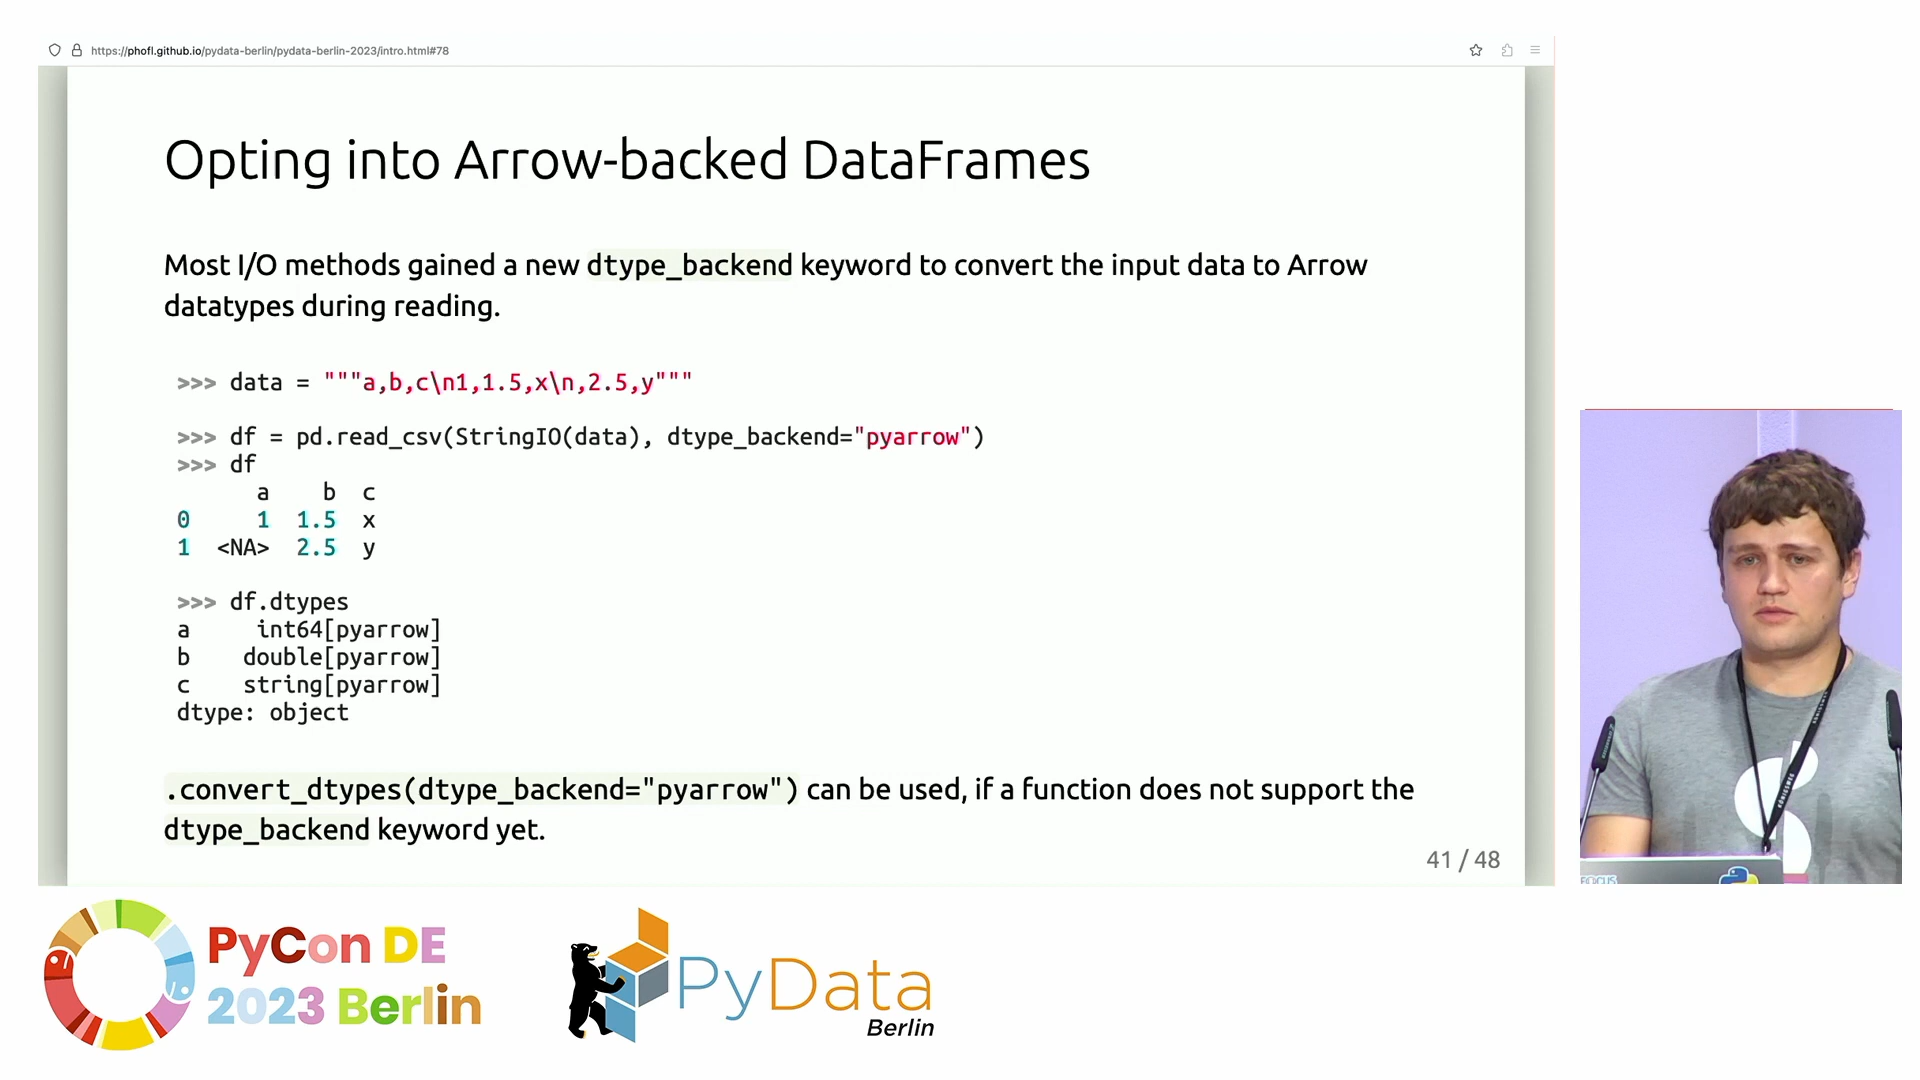 https://phofl.github.io/pydata-berlin/pydata-berlin-2023/intro.html#78
Opting into Arrow-backed DataFrames
Most I/O methods gained a new dtype_backend keyword to convert the input data to Arrow
datatypes during reading.
>>> data = """a,b,c\n1,1.5,x\n,2.5,y"""
>>> df = pd.read_csv(StringIO(data), dtype_backend="pyarrow")
>>> df
a b c
0 1 1.5 x
1 <NA> 2.5 y
>>> df.dtypes
a int64[pyarrow]
b double[pyarrow]
c string[pyarrow]
dtype: object
.convert_dtypes(dtype_backend="pyarrow") can be used, if a function does not support the
dtype_backend keyword yet.
41 / 48
FOCUS
KÖNIGSWEG
PyCon DE
2023 Berlin
PyData
Berlin